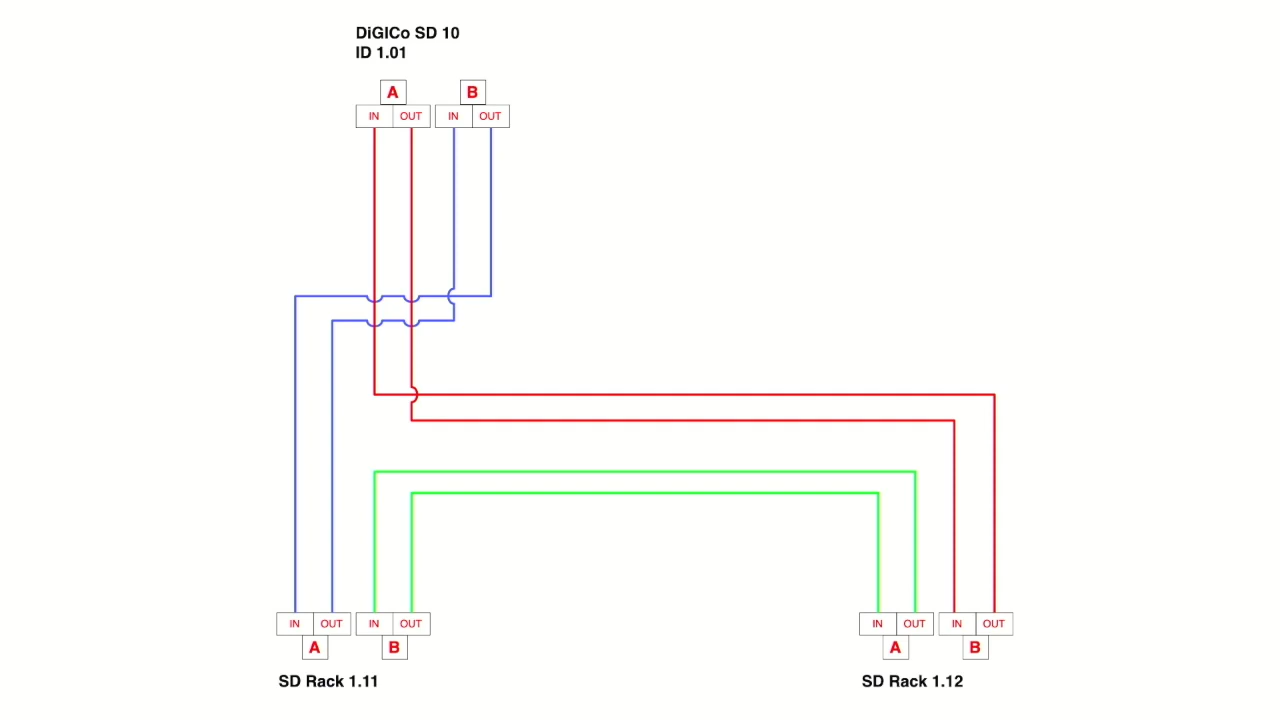 DiGICo SD 10
ID 1.01
A B
IN OUT IN OUT
IN OUT IN OUT IN OUT IN OUT
A B A B
SD Rack 1.11 SD Rack 1.12